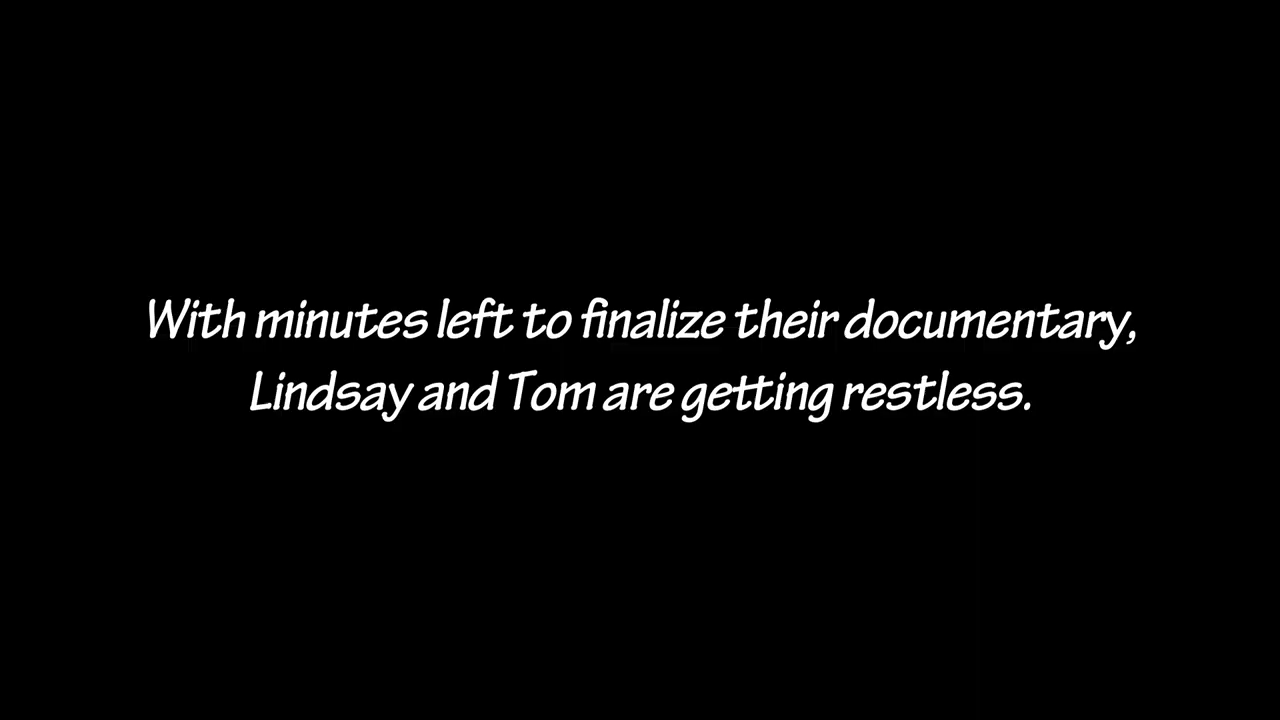 With minutes left to finalize their documentary,
Lindsay and Tom are getting restless.